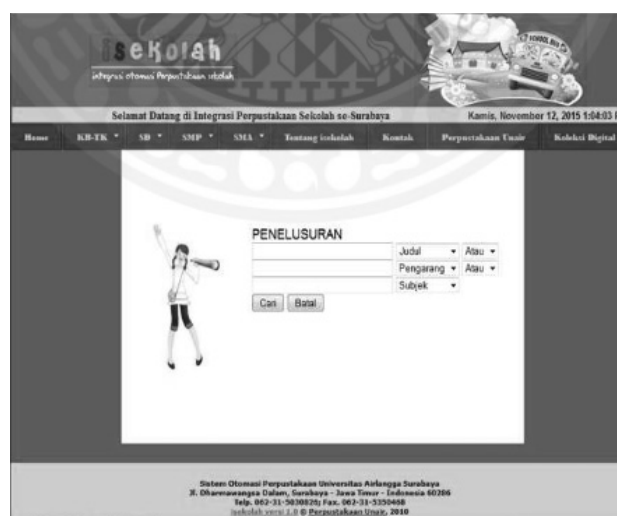 isekolah
integrasi otomasi Perpustakaan sekolah
SCHOOL BUS
Selamat Datang di Integrasi Perpustakaan Sekolah se-Surabaya
Kamis, November 12, 2015 1:04:03
Home KB-TK SD SMP SMA Tentang isekolah Kontak Perpustakaan Unair Koleksi Digital
PENELUSURAN
Judul Atau
Pengarang Atau
Subjek
Cari Batal
Sistem Otomasi Perpustakaan Universitas Airlangga Surabaya
Jl. Dharmawangsa Dalam, Surabaya - Jawa Timur - Indonesia 60286
Telp. 062-31-5030826; Fax. 062-31-5350468
isekolah versi 1.0 © Perpustakaan Unair, 2010